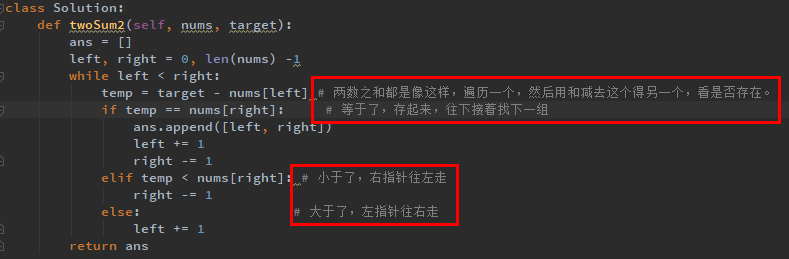 class Solution:
    def twoSum2(self, nums, target):
        ans = []
        left, right = 0, len(nums) -1
        while left < right:
            temp = target - nums[left] # 两数之和都是像这样，遍历一个，然后用和减去这个得另一个，看是否存在。
            if temp == nums[right]:      # 等于了，存起来，往下接着找下一组
                ans.append([left, right])
                left += 1
                right -= 1
            elif temp < nums[right]: # 小于了，右指针往左走
                right -= 1
            else:                    # 大于了，左指针往右走
                left += 1
        return ans